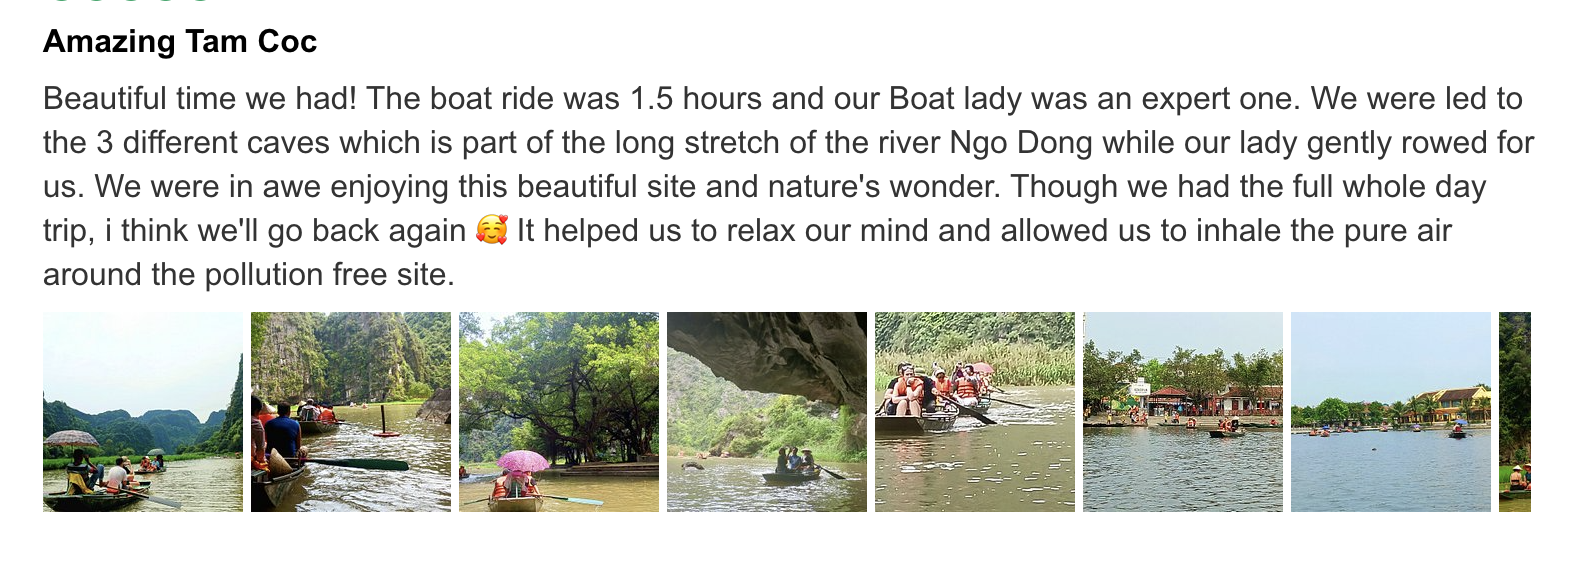 Amazing Tam Coc
Beautiful time we had! The boat ride was 1.5 hours and our Boat lady was an expert one. We were led to
the 3 different caves which is part of the long stretch of the river Ngo Dong while our lady gently rowed for
us. We were in awe enjoying this beautiful site and nature's wonder. Though we had the full whole day
trip, i think we'll go back again 🥰 It helped us to relax our mind and allowed us to inhale the pure air
around the pollution free site.